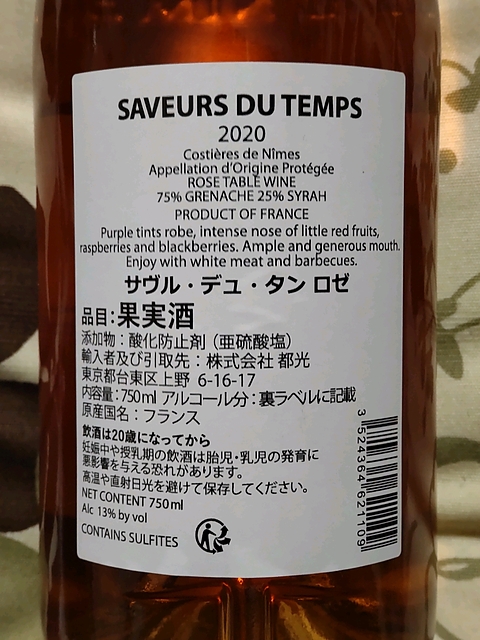 SAVEURS DU TEMPS
2020
Costières de Nîmes
Appellation d'Origine Protégée
ROSE TABLE WINE
75% GRENACHE 25% SYRAH
PRODUCT OF FRANCE
Purple tints robe, intense nose of little red fruits,
raspberries and blackberries. Ample and generous mouth.
Enjoy with white meat and barbecues.
サヴル・デュ・タン ロゼ
品目:果実酒
添加物：酸化防止剤（亜硫酸塩）
輸入者及び引取先：株式会社 都光
東京都台東区上野 6-16-17
内容量:750ml アルコール分：裏ラベルに記載
原産国名：フランス
飲酒は20歳になってから
妊娠中や授乳期の飲酒は胎児・乳児の発育に
悪影響を与える恐れがあります。
高温や直射日光を避けて保存してください。
NET CONTENT 750ml
Alc 13% by vol
CONTAINS SULFITES
3 524364 621109